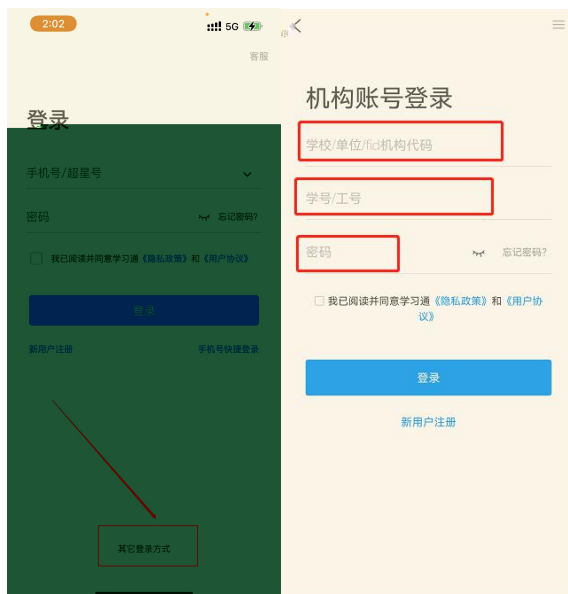 2:02
5G
客服
登录
手机号/超星号
密码
忘记密码?
我已阅读并同意学习通《隐私政策》和《用户协议》
登录
新用户注册
手机号快捷登录
其它登录方式
机构账号登录
学校/单位/fid机构代码
学号/工号
密码
忘记密码?
我已阅读并同意学习通《隐私政策》和《用户协
议》
登录
新用户注册